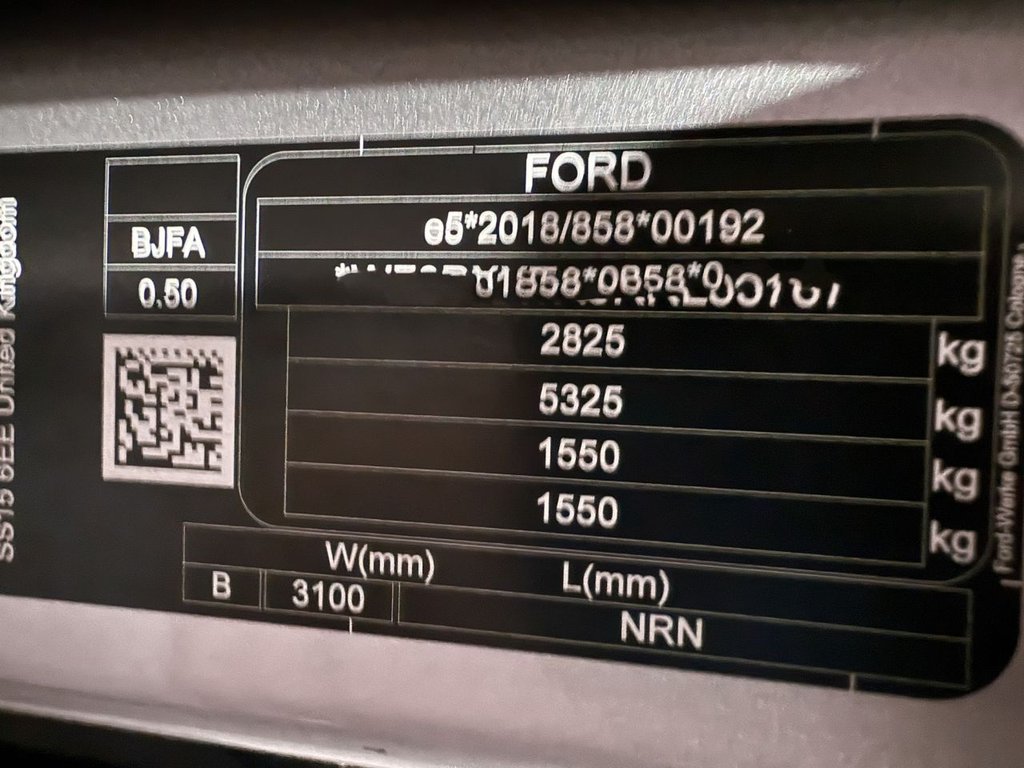 FORD
e5*2018/858*00192
BJFA
0.50
2825 kg
5325 kg
1550 kg
1550 kg
W(mm) L(mm)
B 3100 NRN
SS15 6EE United Kingdom
Ford-Werke GmbH D-50725 Cologne